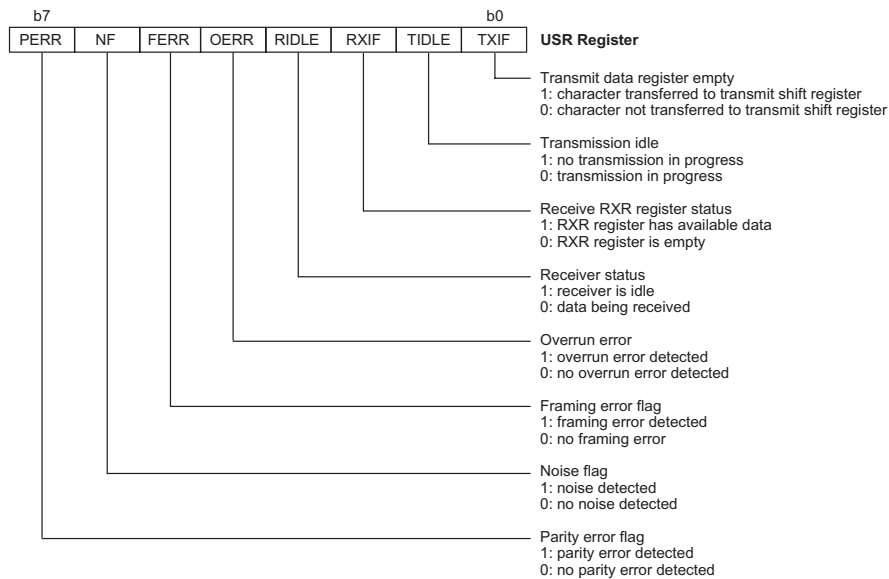 b7 b0
PERR NF FERR OERR RIDLE RXIF TIDLE TXIF USR Register
Transmit data register empty
1: character transferred to transmit shift register
0: character not transferred to transmit shift register
Transmission idle
1: no transmission in progress
0: transmission in progress
Receive RXR register status
1: RXR register has available data
0: RXR register is empty
Receiver status
1: receiver is idle
0: data being received
Overrun error
1: overrun error detected
0: no overrun error detected
Framing error flag
1: framing error detected
0: no framing error
Noise flag
1: noise detected
0: no noise detected
Parity error flag
1: parity error detected
0: no parity error detected